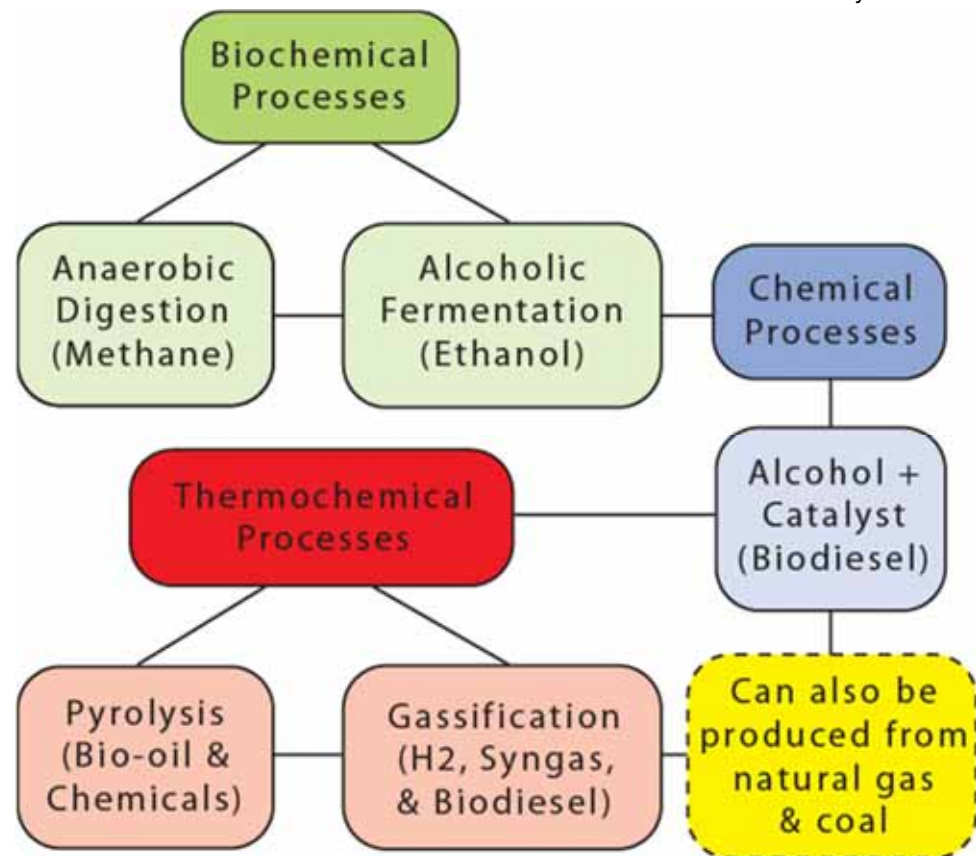 Biochemical
Processes
Anaerobic
Digestion
(Methane)
Alcoholic
Fermentation
(Ethanol)
Chemical
Processes
Thermochemical
Processes
Alcohol +
Catalyst
(Biodiesel)
Pyrolysis
(Bio-oil &
Chemicals)
Gassification
(H2, Syngas,
& Biodiesel)
Can also be
produced from
natural gas
& coal